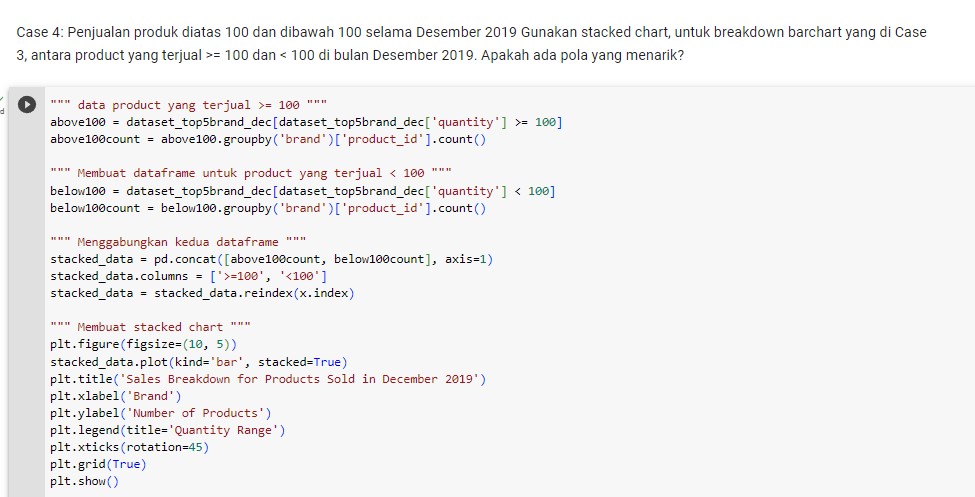 Case 4: Penjualan produk diatas 100 dan dibawah 100 selama Desember 2019 Gunakan stacked chart, untuk breakdown barchart yang di Case
3, antara product yang terjual >= 100 dan < 100 di bulan Desember 2019. Apakah ada pola yang menarik?
""" data product yang terjual >= 100 """
above100 = dataset_top5brand_dec[dataset_top5brand_dec['quantity'] >= 100]
above100count = above100.groupby('brand')['product_id'].count()
""" Membuat dataframe untuk product yang terjual < 100 """
below100 = dataset_top5brand_dec[dataset_top5brand_dec['quantity'] < 100]
below100count = below100.groupby('brand')['product_id'].count()
""" Menggabungkan kedua dataframe """
stacked_data = pd.concat([above100count, below100count], axis=1)
stacked_data.columns = ['>=100', '<100']
stacked_data = stacked_data.reindex(x.index)
""" Membuat stacked chart """
plt.figure(figsize=(10, 5))
stacked_data.plot(kind='bar', stacked=True)
plt.title('Sales Breakdown for Products Sold in December 2019')
plt.xlabel('Brand')
plt.ylabel('Number of Products')
plt.legend(title='Quantity Range')
plt.xticks(rotation=45)
plt.grid(True)
plt.show()